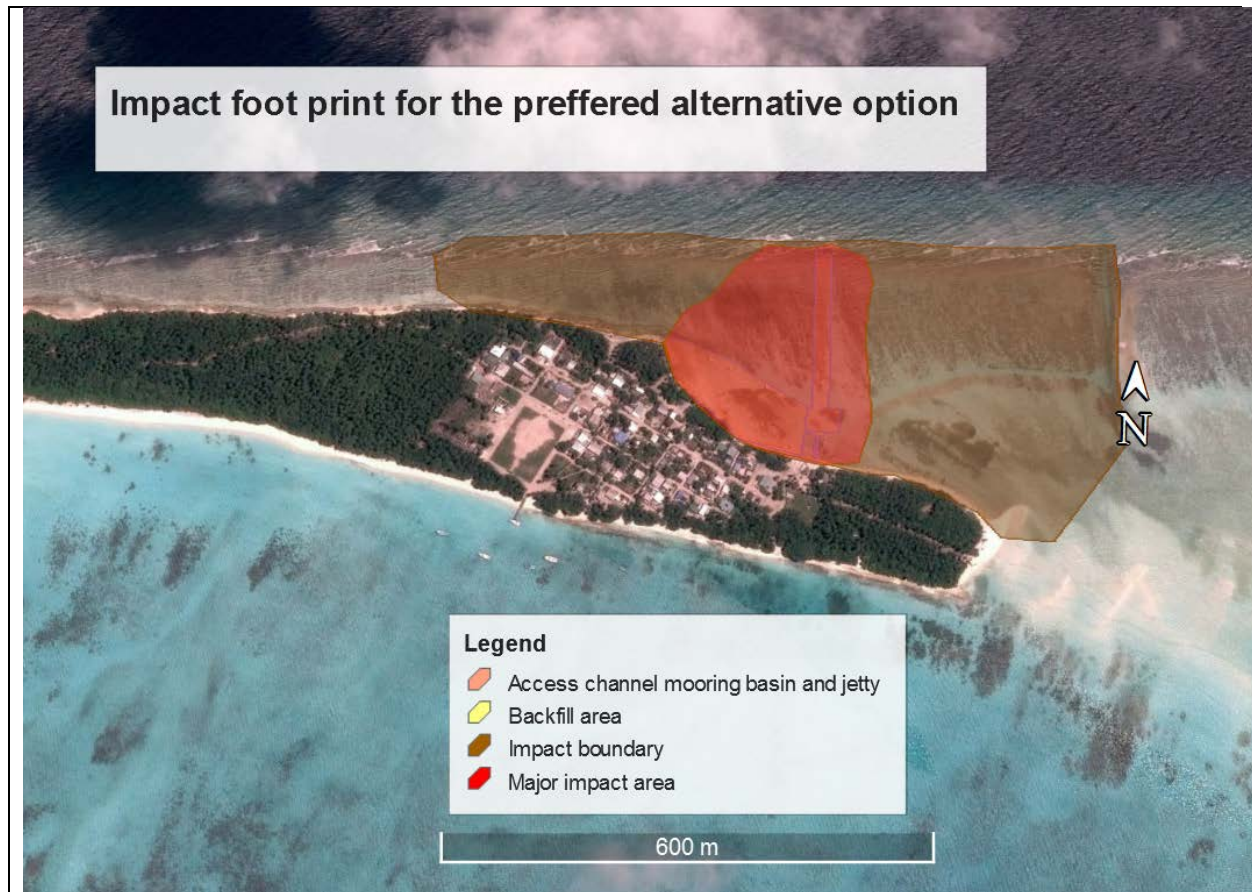 Impact foot print for the preffered alternative option
N
Legend
Access channel mooring basin and jetty
Backfill area
Impact boundary
Major impact area
600 m